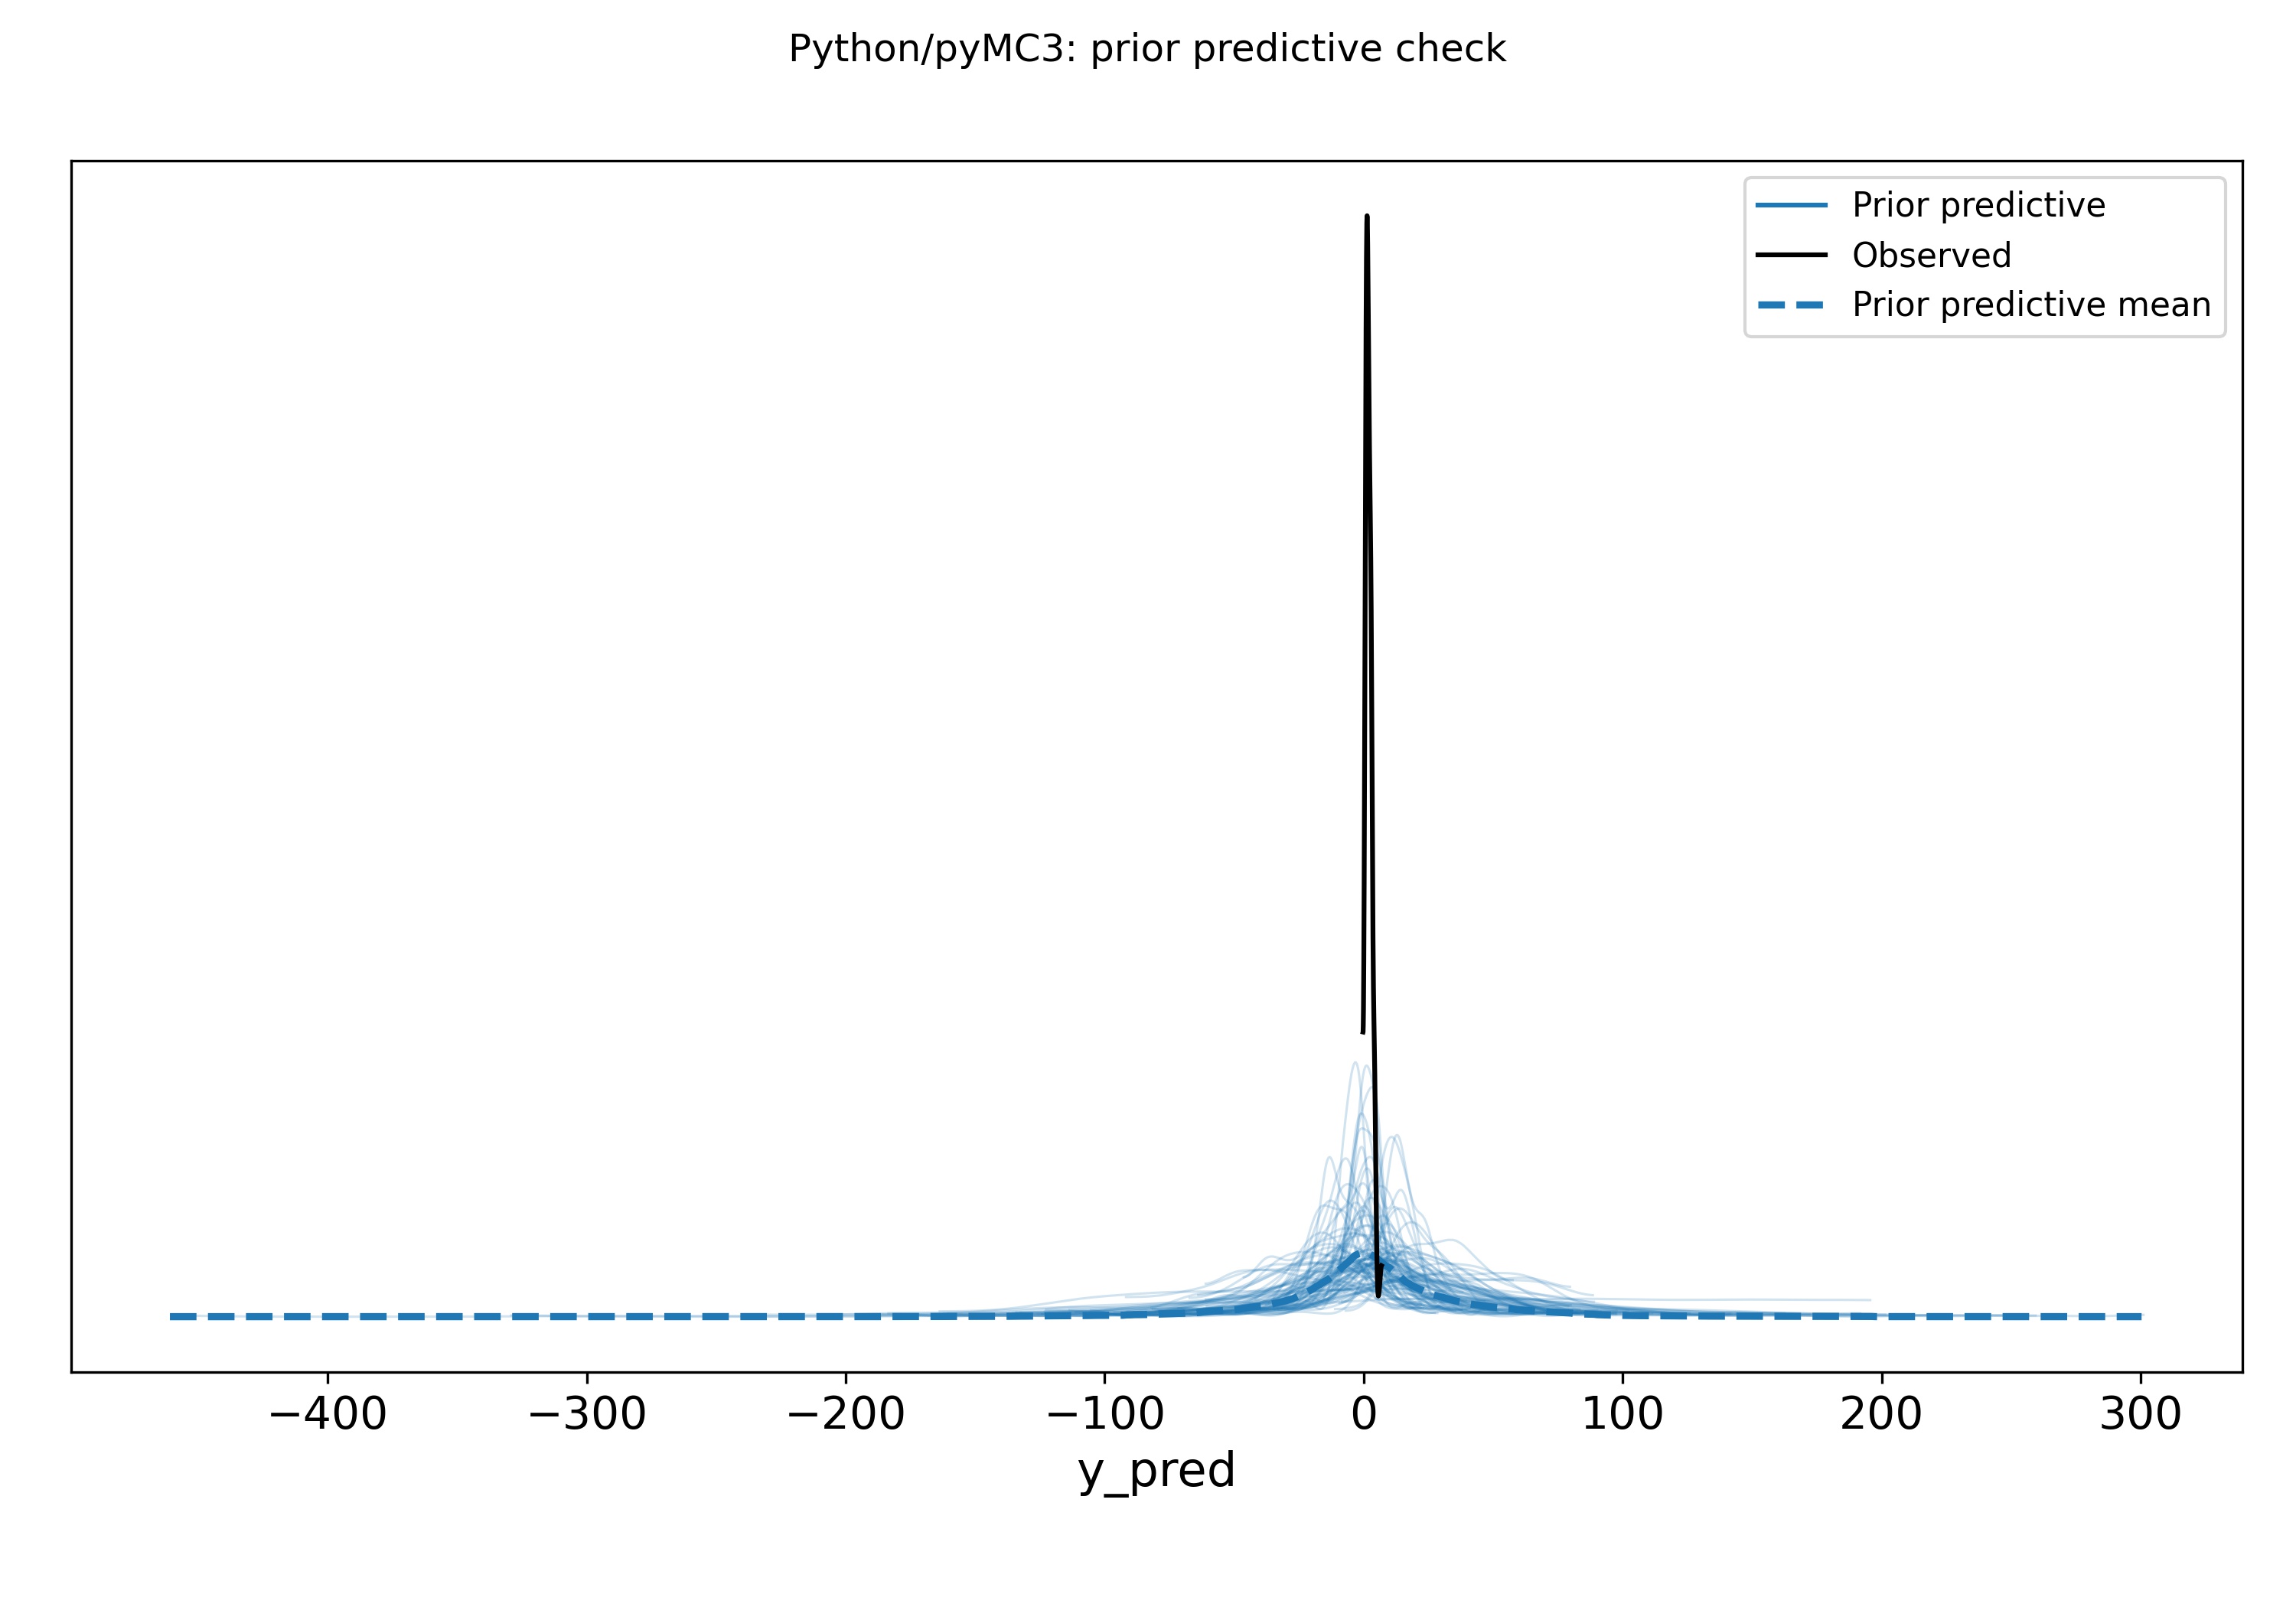 Python/pyMC3: prior predictive check
Prior predictive
Observed
Prior predictive mean
−400 −300 −200 −100 0 100 200 300
y_pred